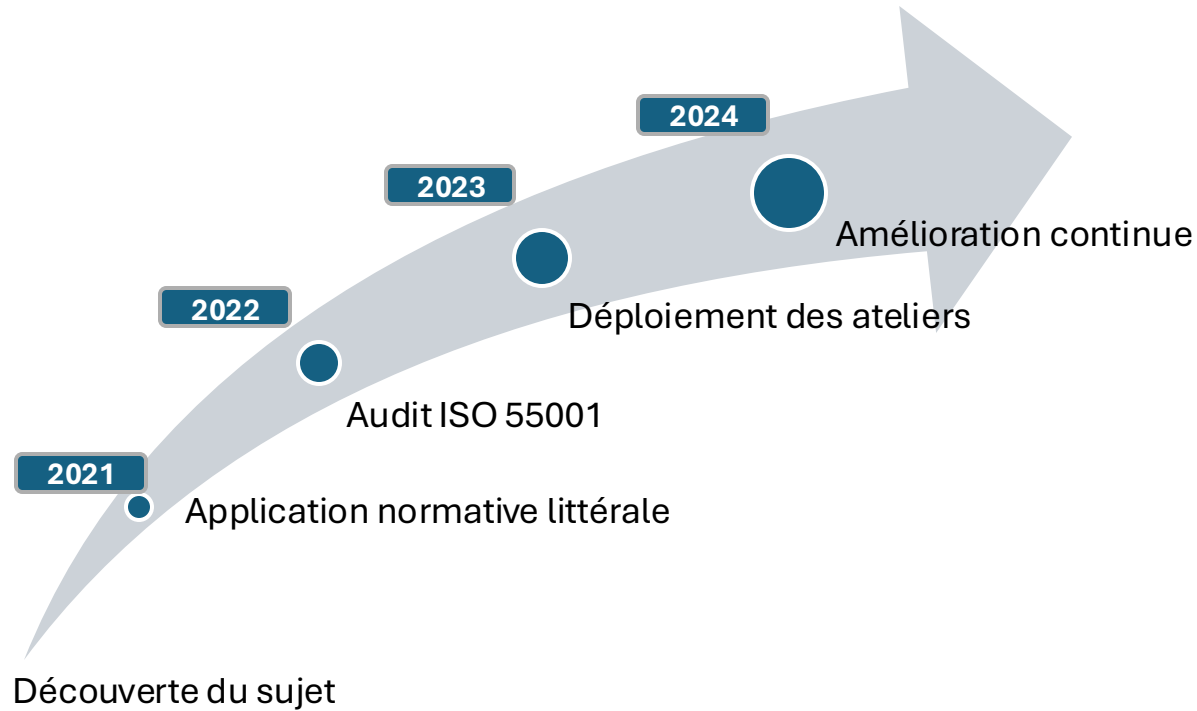 2024
2023
Amélioration continue
2022
Déploiement des ateliers
Audit ISO 55001
2021
Application normative littérale
Découverte du sujet